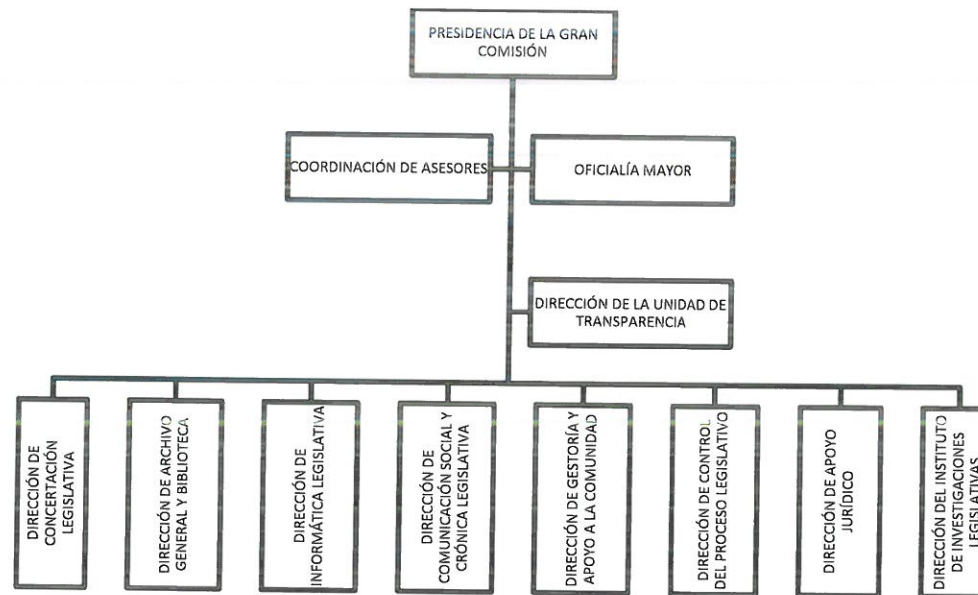 PRESIDENCIA DE LA GRAN
COMISIÓN
COORDINACIÓN DE ASESORES
OFICIALÍA MAYOR
DIRECCIÓN DE LA UNIDAD DE
TRANSPARENCIA
DIRECCIÓN DE
CONCERTACIÓN
LEGISLATIVA
DIRECCIÓN DE ARCHIVO
GENERAL Y BIBLIOTECA
DIRECCIÓN DE
INFORMÁTICA LEGISLATIVA
DIRECCIÓN DE
COMUNICACIÓN SOCIAL Y
CRÓNICA LEGISLATIVA
DIRECCIÓN DE GESTORÍA Y
APOYO A LA COMUNIDAD
DIRECCIÓN DE CONTROL
DEL PROCESO LEGISLATIVO
DIRECCIÓN DE APOYO
JURÍDICO
DIRECCIÓN DEL INSTITUTO
DE INVESTIGACIONES
LEGISLATIVAS